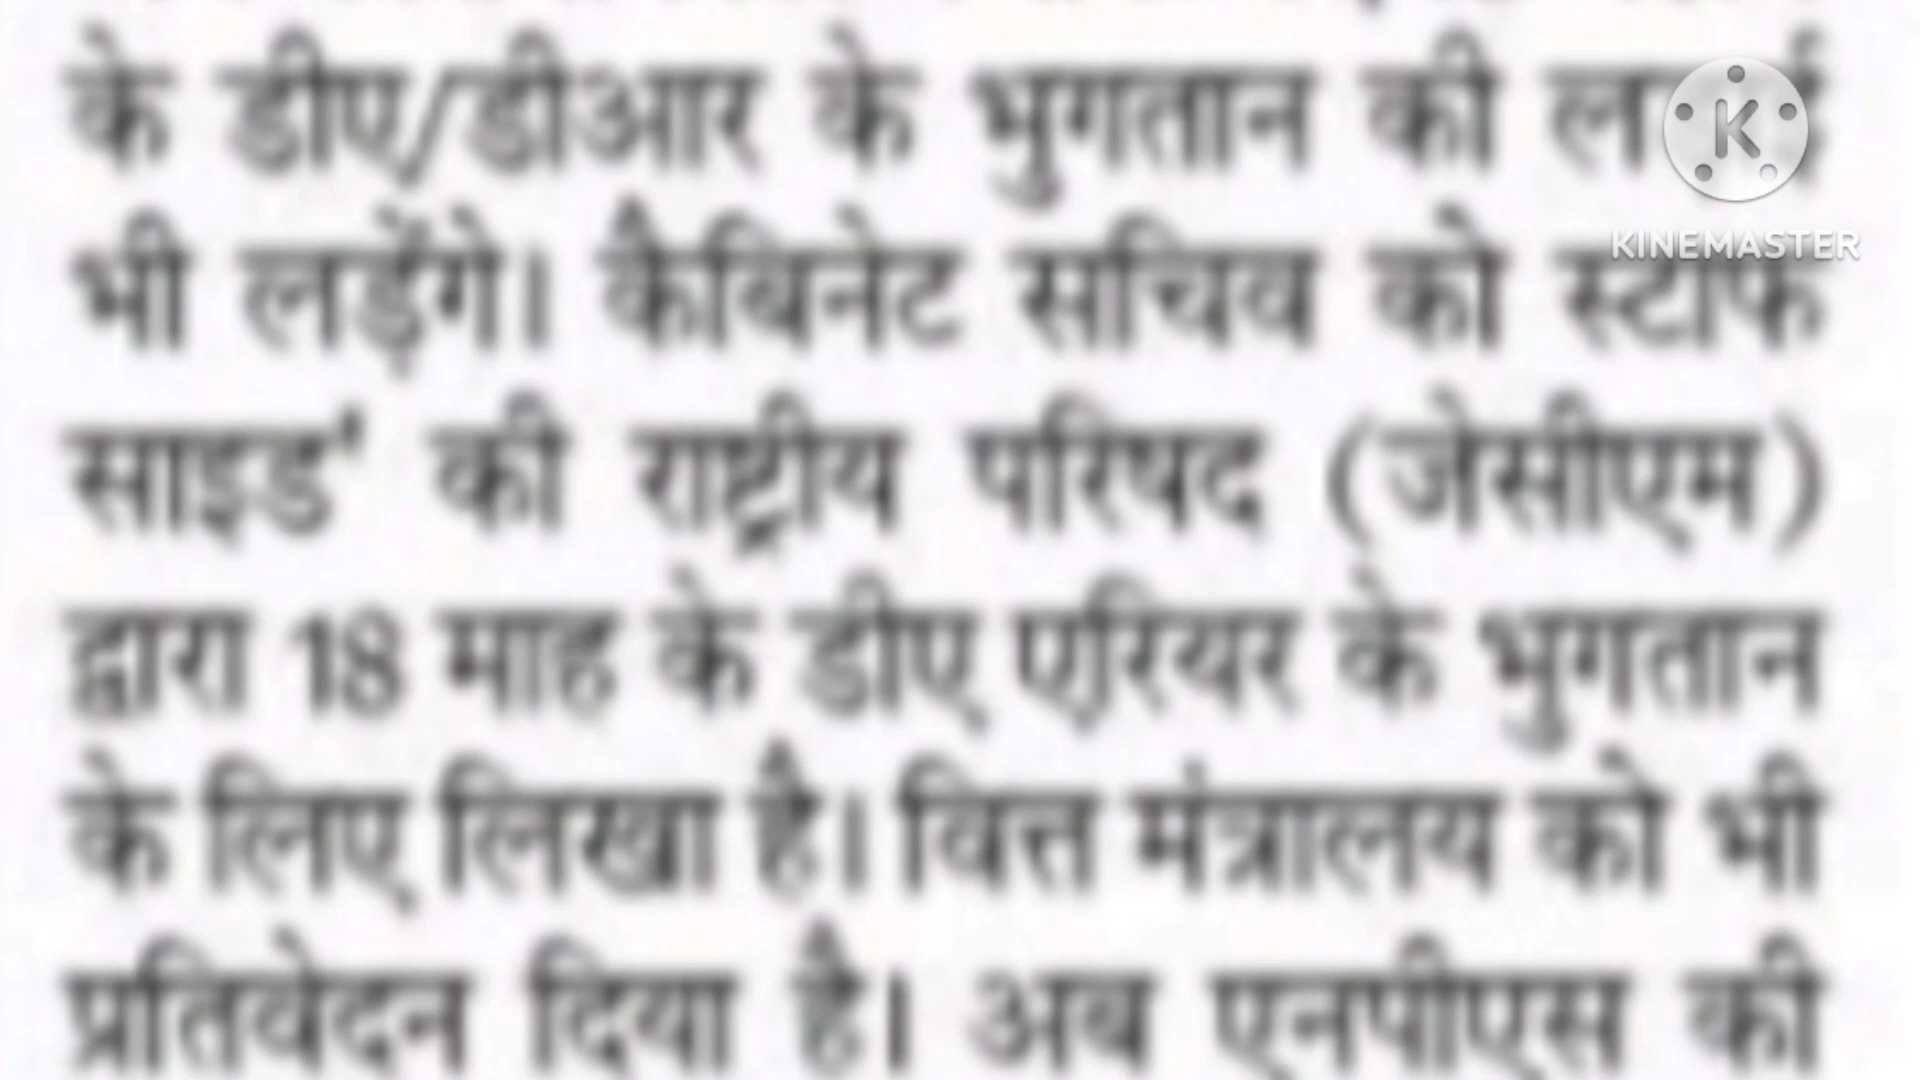 के डीए/डीआर के भुगतान की
भी लड़ेंगे। कैबिनेट सचिव को स्टाफ
साइड' की राष्ट्रीय परिषद (जेसीएम)
द्वारा 18 माह के डीए एरियर के भुगतान
के लिए लिखा है। वित्त मंत्रालय को भी
प्रतिवेदन दिया है। अब एनपीएस की
K
KINEMASTER